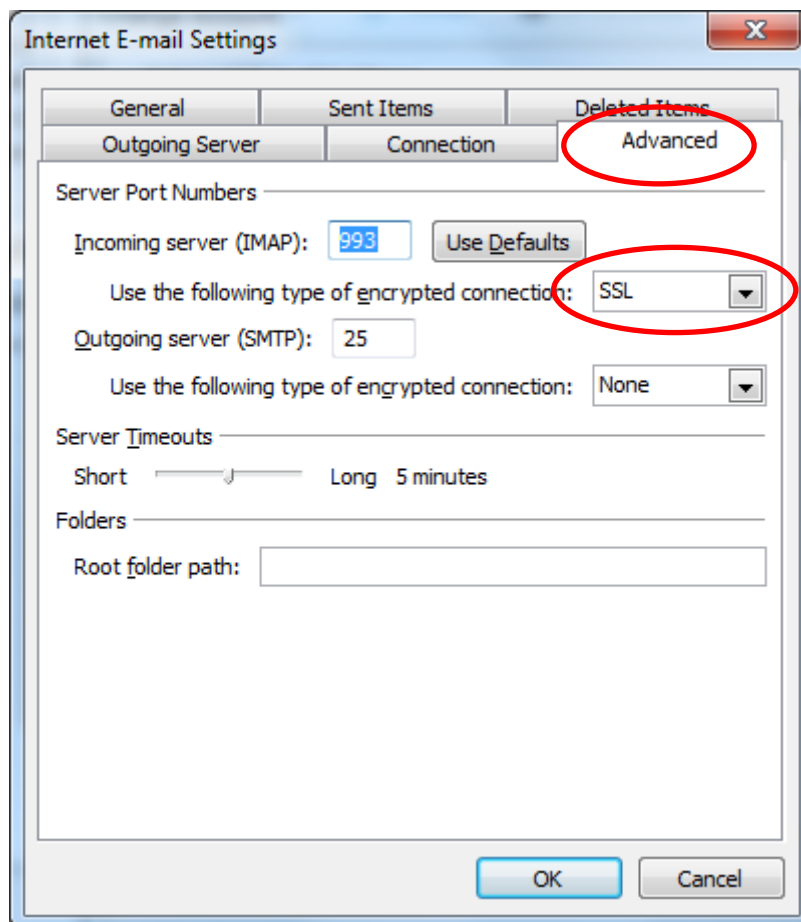 Internet E-mail Settings
General Sent Items Deleted Items
Outgoing Server Connection Advanced
Server Port Numbers
Incoming server (IMAP): 993 Use Defaults
Use the following type of encrypted connection: SSL
Outgoing server (SMTP): 25
Use the following type of encrypted connection: None
Server Timeouts
Short Long 5 minutes
Folders
Root folder path:
OK Cancel